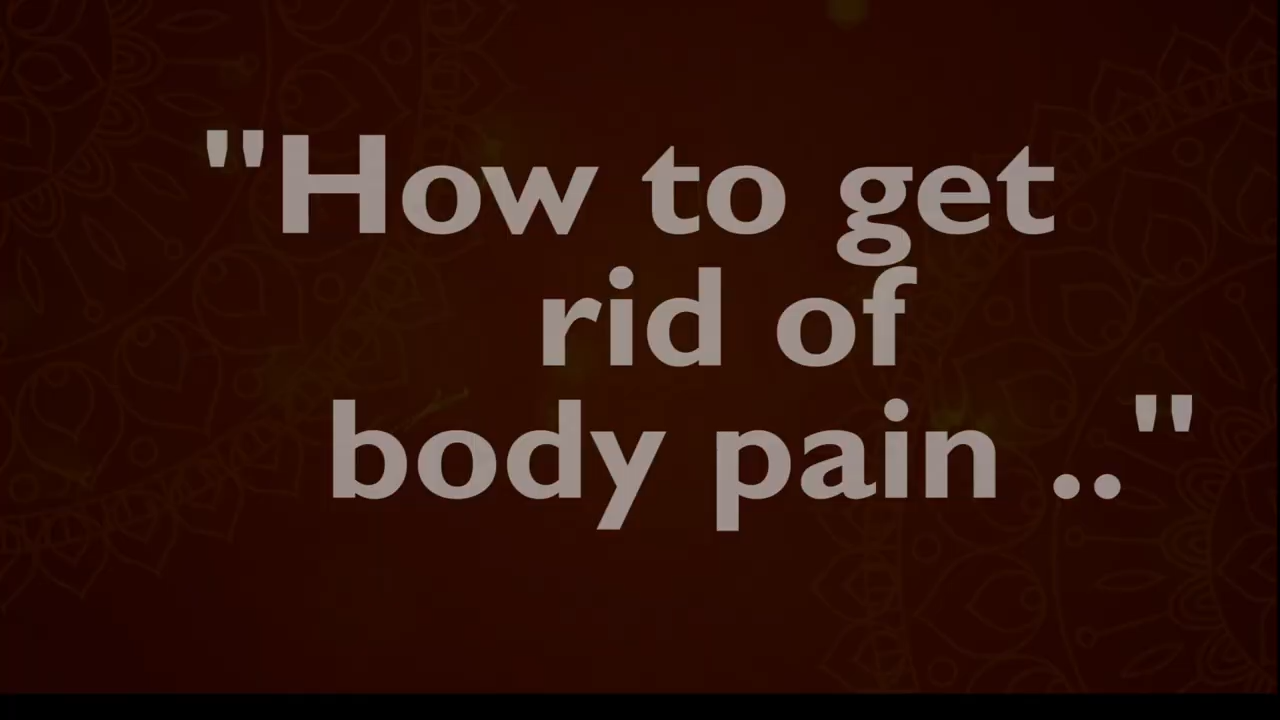 "How to get
rid of
body pain .."